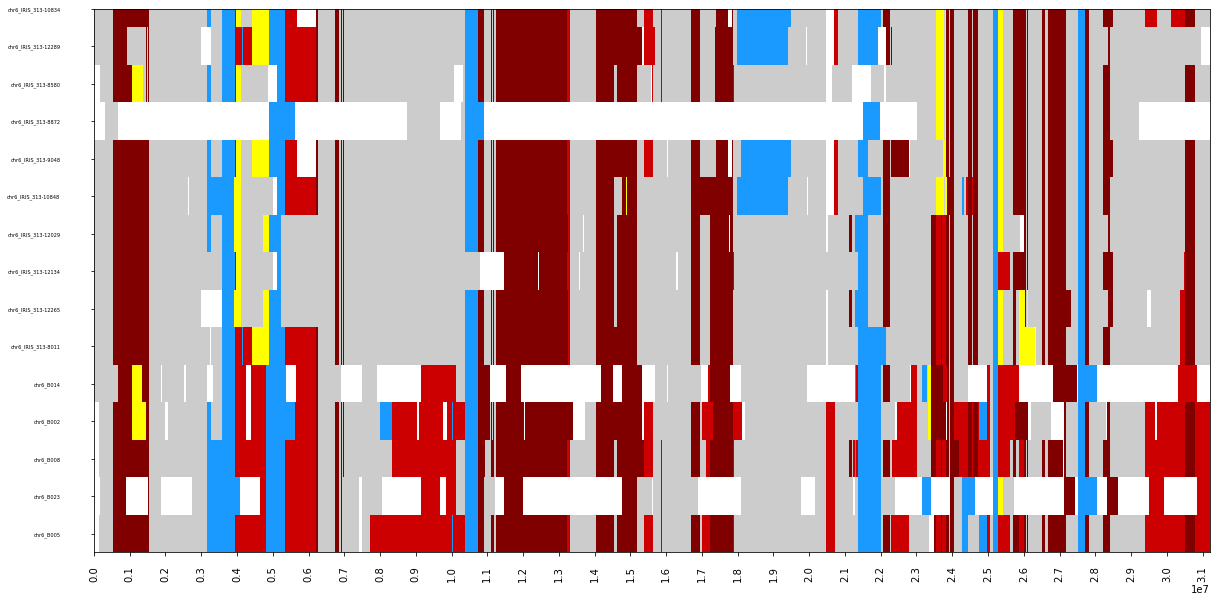 chr6_IRIS_313-10834
chr6_IRIS_313-12289
chr6_IRIS_313-8580
chr6_IRIS_313-8872
chr6_IRIS_313-9048
chr6_IRIS_313-10848
chr6_IRIS_313-12029
chr6_IRIS_313-12134
chr6_IRIS_313-12265
chr6_IRIS_313-8011
chr6_B014
chr6_B002
chr6_B008
chr6_B023
chr6_B005
0.0 0.1 0.2 0.3 0.4 0.5 0.6 0.7 0.8 0.9 1.0 1.1 1.2 1.3 1.4 1.5 1.6 1.7 1.8 1.9 2.0 2.1 2.2 2.3 2.4 2.5 2.6 2.7 2.8 2.9 3.0 3.1
1e7